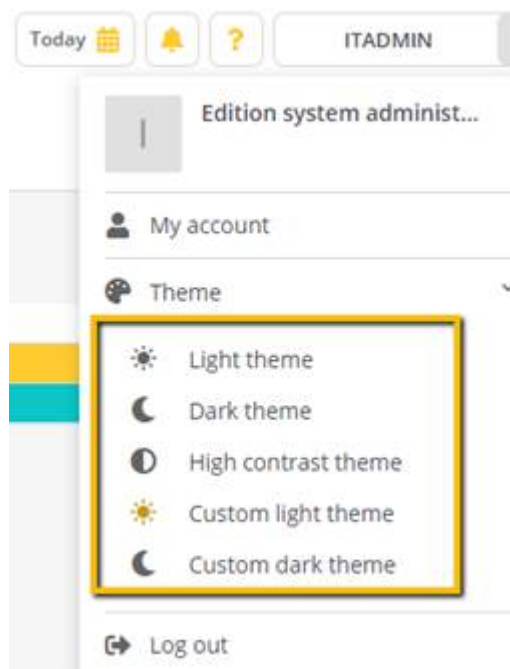 Today
?
ITADMIN
I
Edition system administ...
My account
Theme
Light theme
Dark theme
High contrast theme
Custom light theme
Custom dark theme
Log out